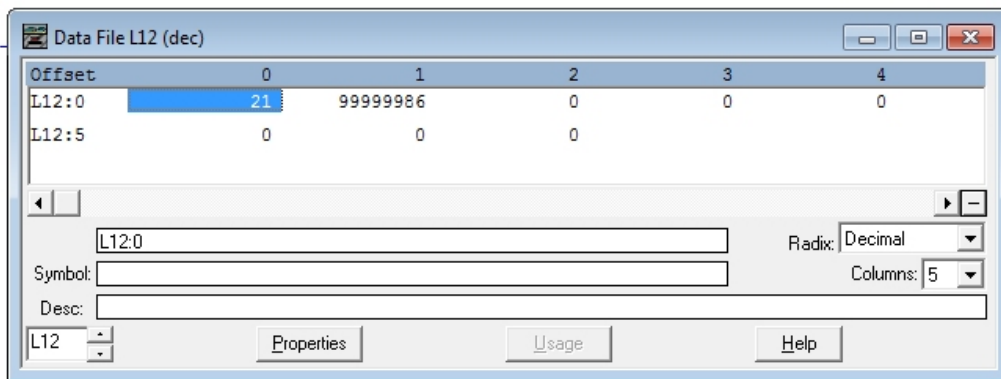 Data File L12 (dec)
Offset 0 1 2 3 4
L12:0 21 99999986 0 0 0
L12:5 0 0 0
L12:0 Radix: Decimal
Symbol: Columns: 5
Desc:
L12 Properties Usage Help